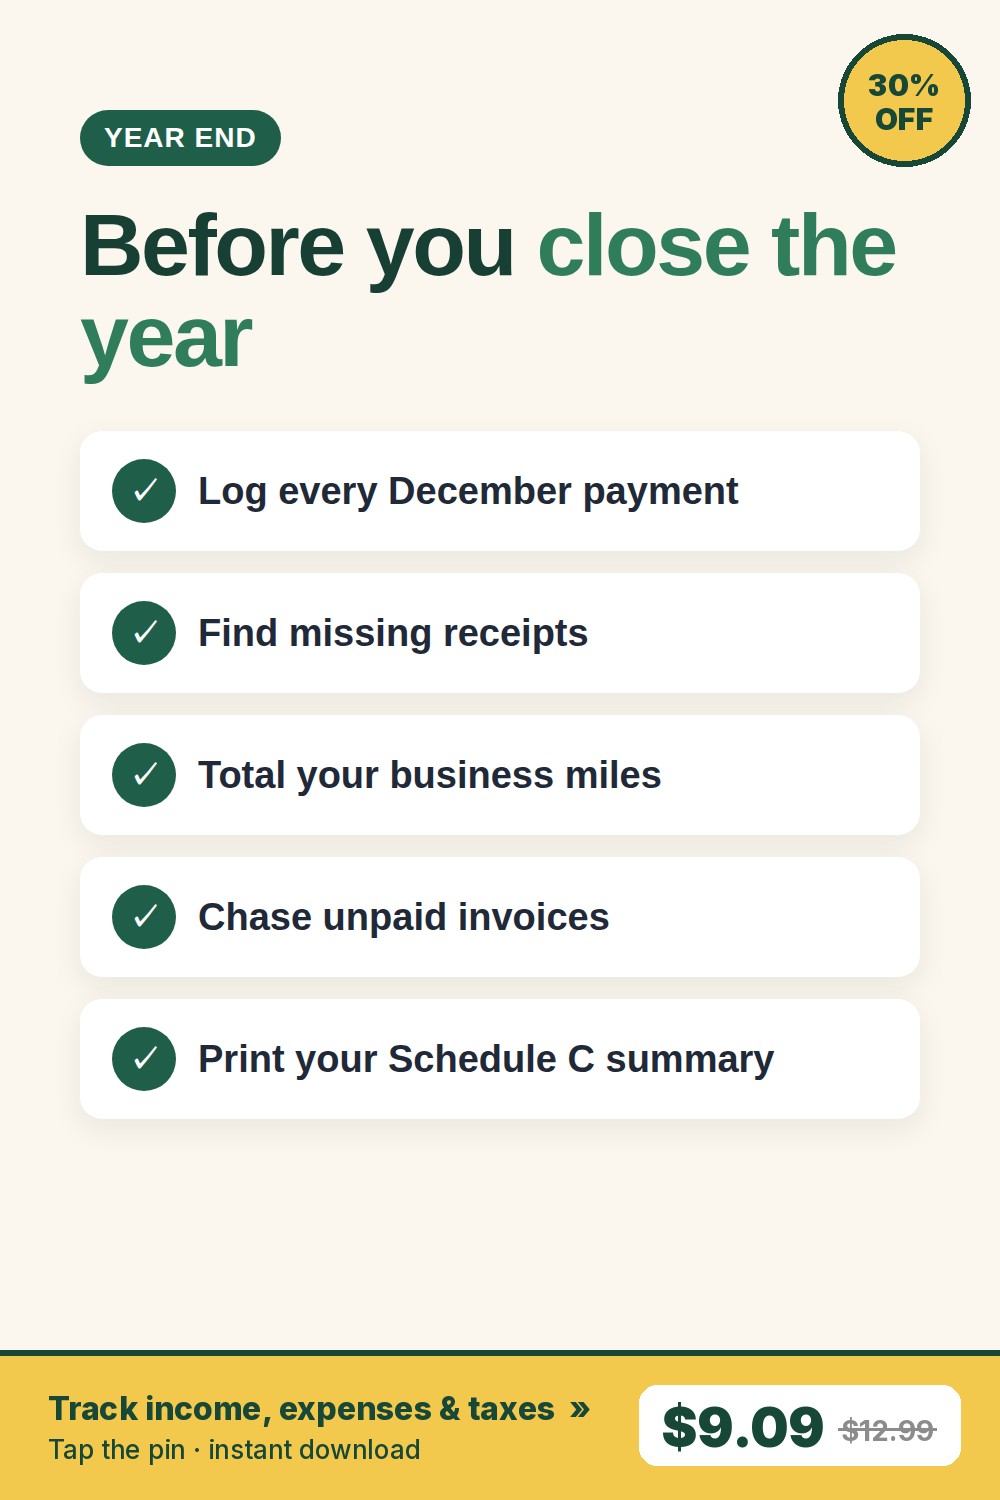 30%
OFF
YEAR END
Before you close the
year
✓ Log every December payment
✓ Find missing receipts
✓ Total your business miles
✓ Chase unpaid invoices
✓ Print your Schedule C summary
Track income, expenses & taxes »
Tap the pin · instant download
$9.09 $12.99